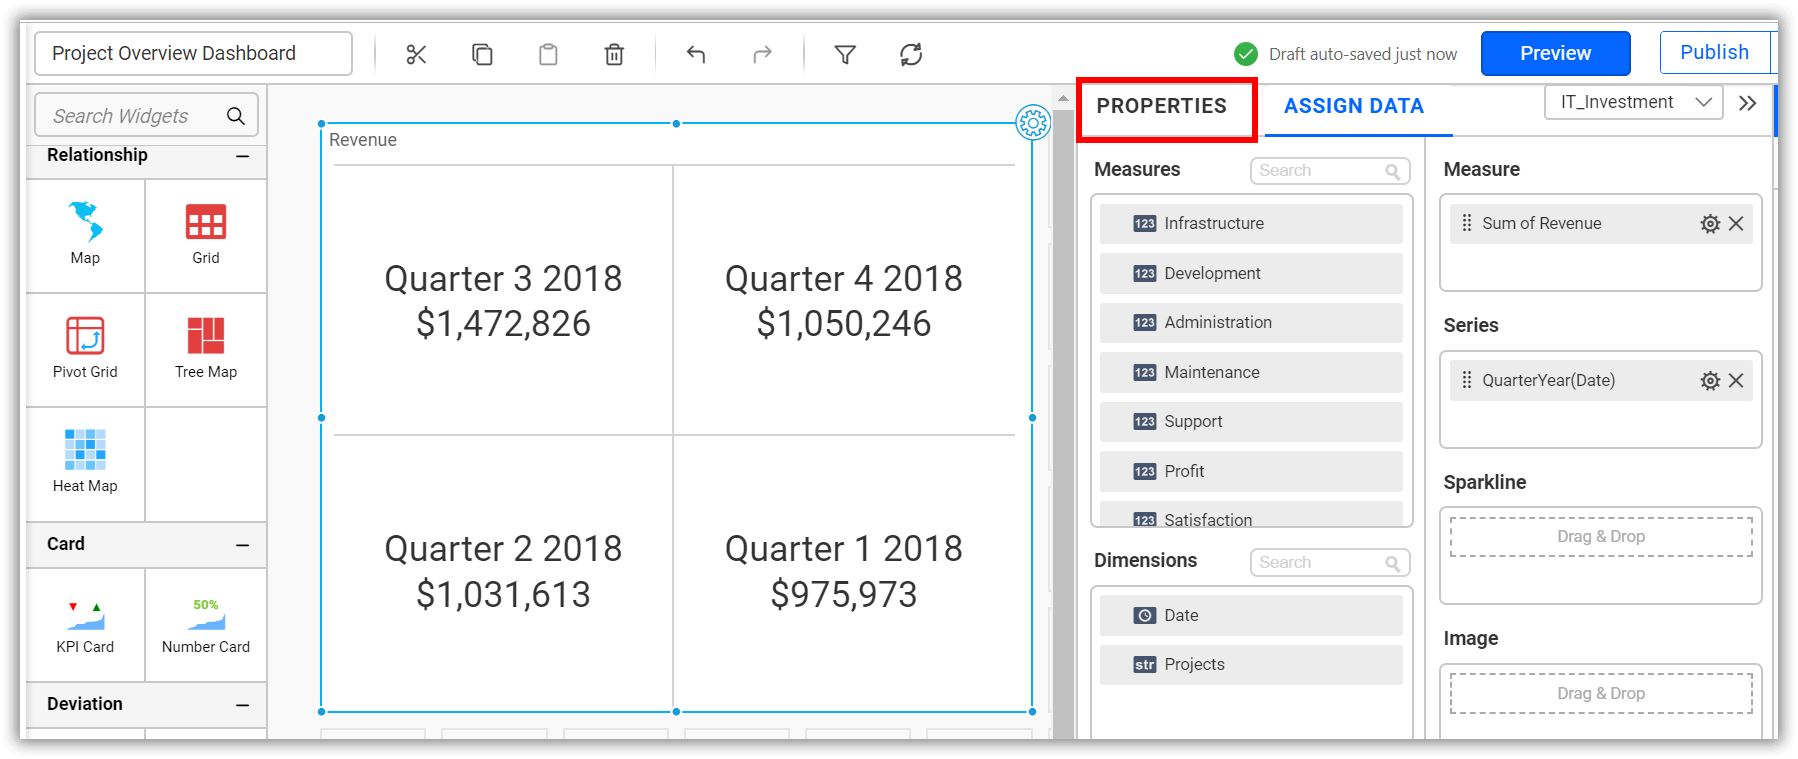 Project Overview Dashboard
Draft auto-saved just now
Preview
Publish
Search Widgets
Relationship
Map
Grid
Pivot Grid
Tree Map
Heat Map
Card
50%
KPI Card
Number Card
Deviation
Revenue
Quarter 3 2018
$1,472,826
Quarter 4 2018
$1,050,246
Quarter 2 2018
$1,031,613
Quarter 1 2018
$975,973
PROPERTIES
ASSIGN DATA
IT_Investment
Measures
Search
123 Infrastructure
123 Development
123 Administration
123 Maintenance
123 Support
123 Profit
123 Satisfaction
Dimensions
Search
Date
str Projects
Measure
Sum of Revenue
Series
QuarterYear(Date)
Sparkline
Drag & Drop
Image
Drag & Drop